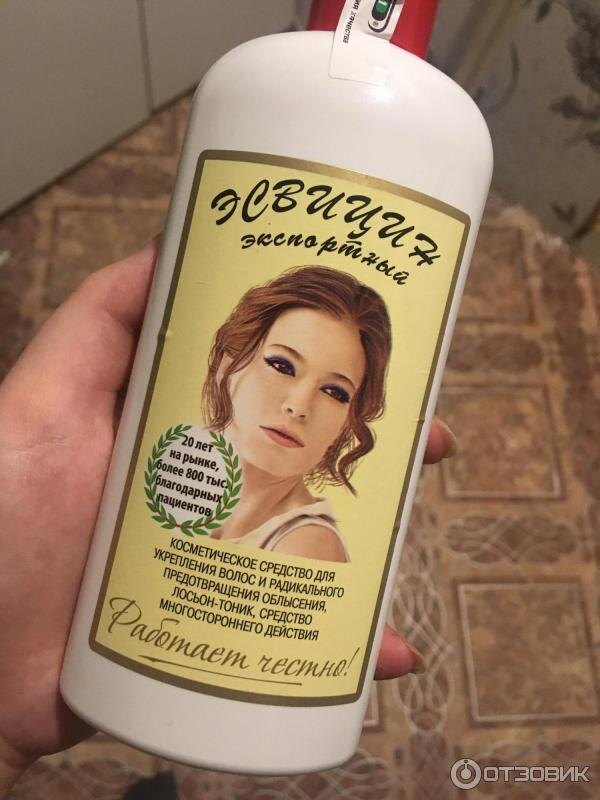 качества
ЭСВИЦИН
экспортный
20 лет
на рынке,
более 800 тыс.
благодарных
пациентов
КОСМЕТИЧЕСКОЕ СРЕДСТВО ДЛЯ
УКРЕПЛЕНИЯ ВОЛОС И РАДИКАЛЬНОГО
ПРЕДОТВРАЩЕНИЯ ОБЛЫСЕНИЯ,
ЛОСЬОН-ТОНИК, СРЕДСТВО
МНОГОСТОРОННЕГО ДЕЙСТВИЯ
Работает честно!
ОТЗОВИК